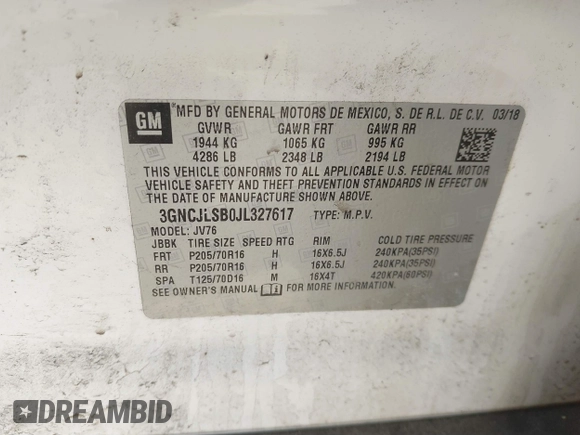 GM
*MFD BY GENERAL MOTORS DE MEXICO, S. DE R.L. DE C.V. 03/18
GVWR GAWR FRT GAWR RR
1944 KG 1065 KG 995 KG
4286 LB 2348 LB 2194 LB
THIS VEHICLE CONFORMS TO ALL APPLICABLE U.S. FEDERAL MOTOR
VEHICLE SAFETY AND THEFT PREVENTION STANDARDS IN EFFECT ON
THE DATE OF MANUFACTURE SHOWN ABOVE.
3GNCJLSB0JL327617 TYPE: M.P.V.
MODEL: JV76
JBBK TIRE SIZE SPEED RTG RIM COLD TIRE PRESSURE
FRT P205/70R16 H 16X6.5J 240KPA(35PSI)
RR P205/70R16 H 16X6.5J 240KPA(35PSI)
SPA T125/70D16 M 16X4T 420KPA(60PSI)
SEE OWNER'S MANUAL FOR MORE INFORMATION.
DREAMBID